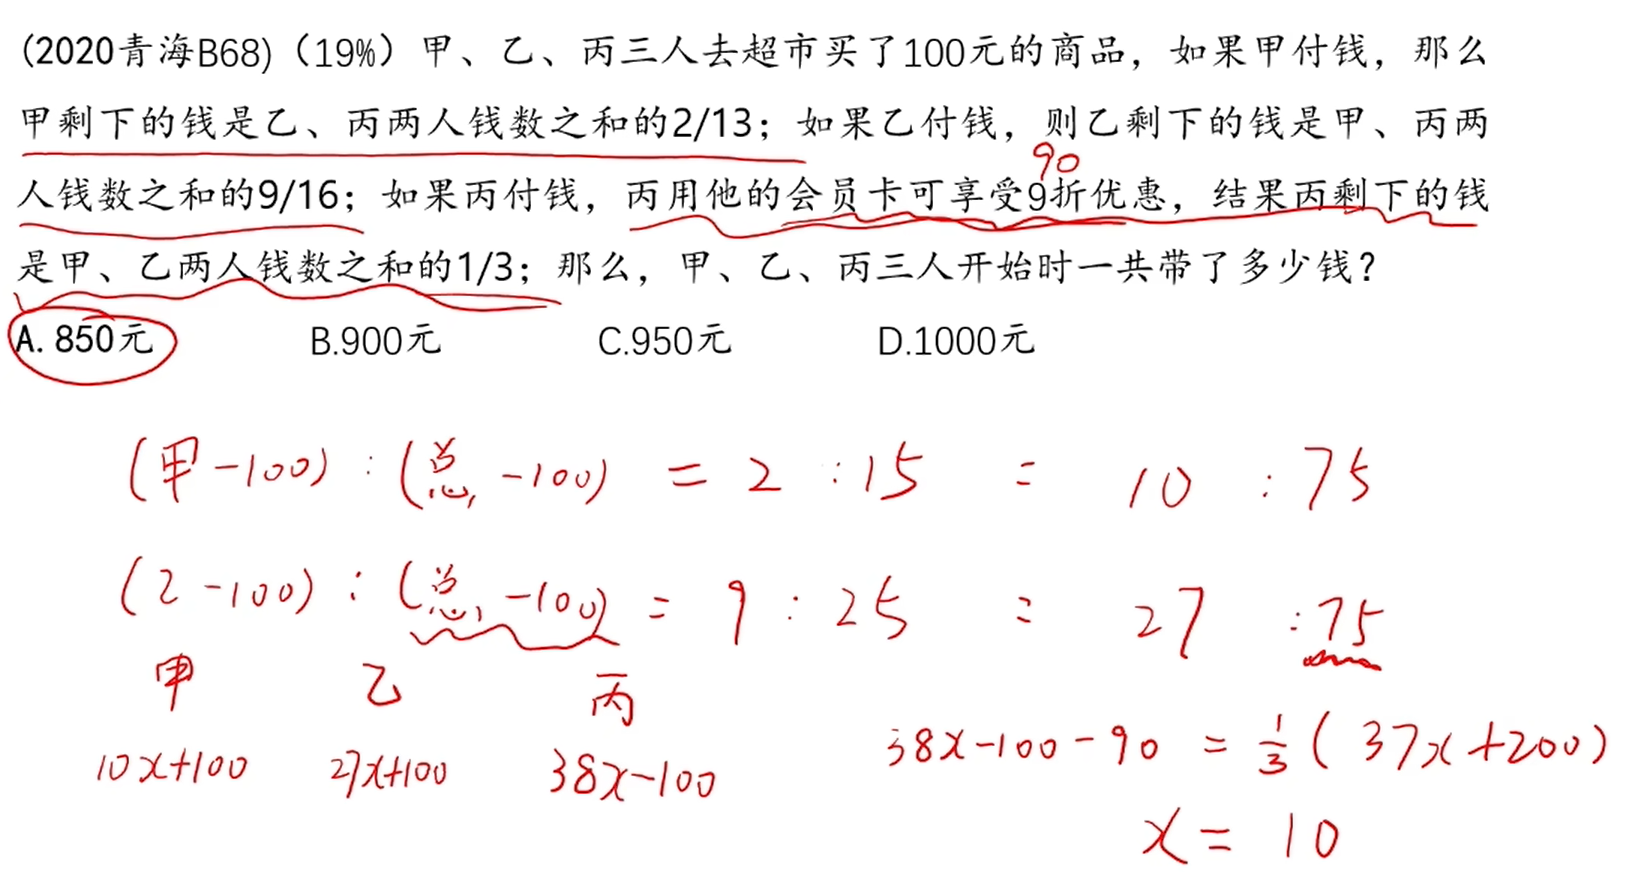 (2020青海B68)（19%）甲、乙、丙三人去超市买了100元的商品，如果甲付钱，那么
甲剩下的钱是乙、丙两人钱数之和的2/13；如果乙付钱，则乙剩下的钱是甲、丙两
90
人钱数之和的9/16；如果丙付钱，丙用他的会员卡可享受9折优惠，结果丙剩下的钱
是甲、乙两人钱数之和的1/3；那么，甲、乙、丙三人开始时一共带了多少钱？
A. 850元 B.900元 C.950元 D.1000元
(甲-100) : (总-100) = 2 : 15 = 10 : 75
(乙-100) : (总-100) = 9 : 25 = 27 : 75
甲 乙 丙
10x+100 27x+100 38x-100
38x-100-90 = 1/3 (37x+200)
x = 10